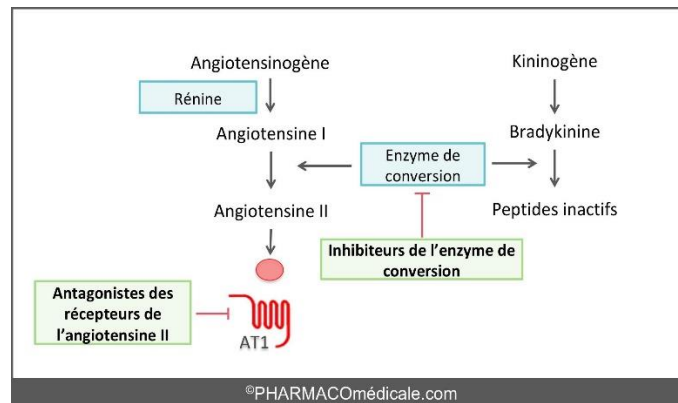 Angiotensinogène
Kininogène
Rénine
Angiotensine I
Bradykinine
Enzyme de
conversion
Angiotensine II
Peptides inactifs
Inhibiteurs de l’enzyme de
conversion
Antagonistes des
récepteurs de
l’angiotensine II
AT1
©PHARMACOmédicale.com